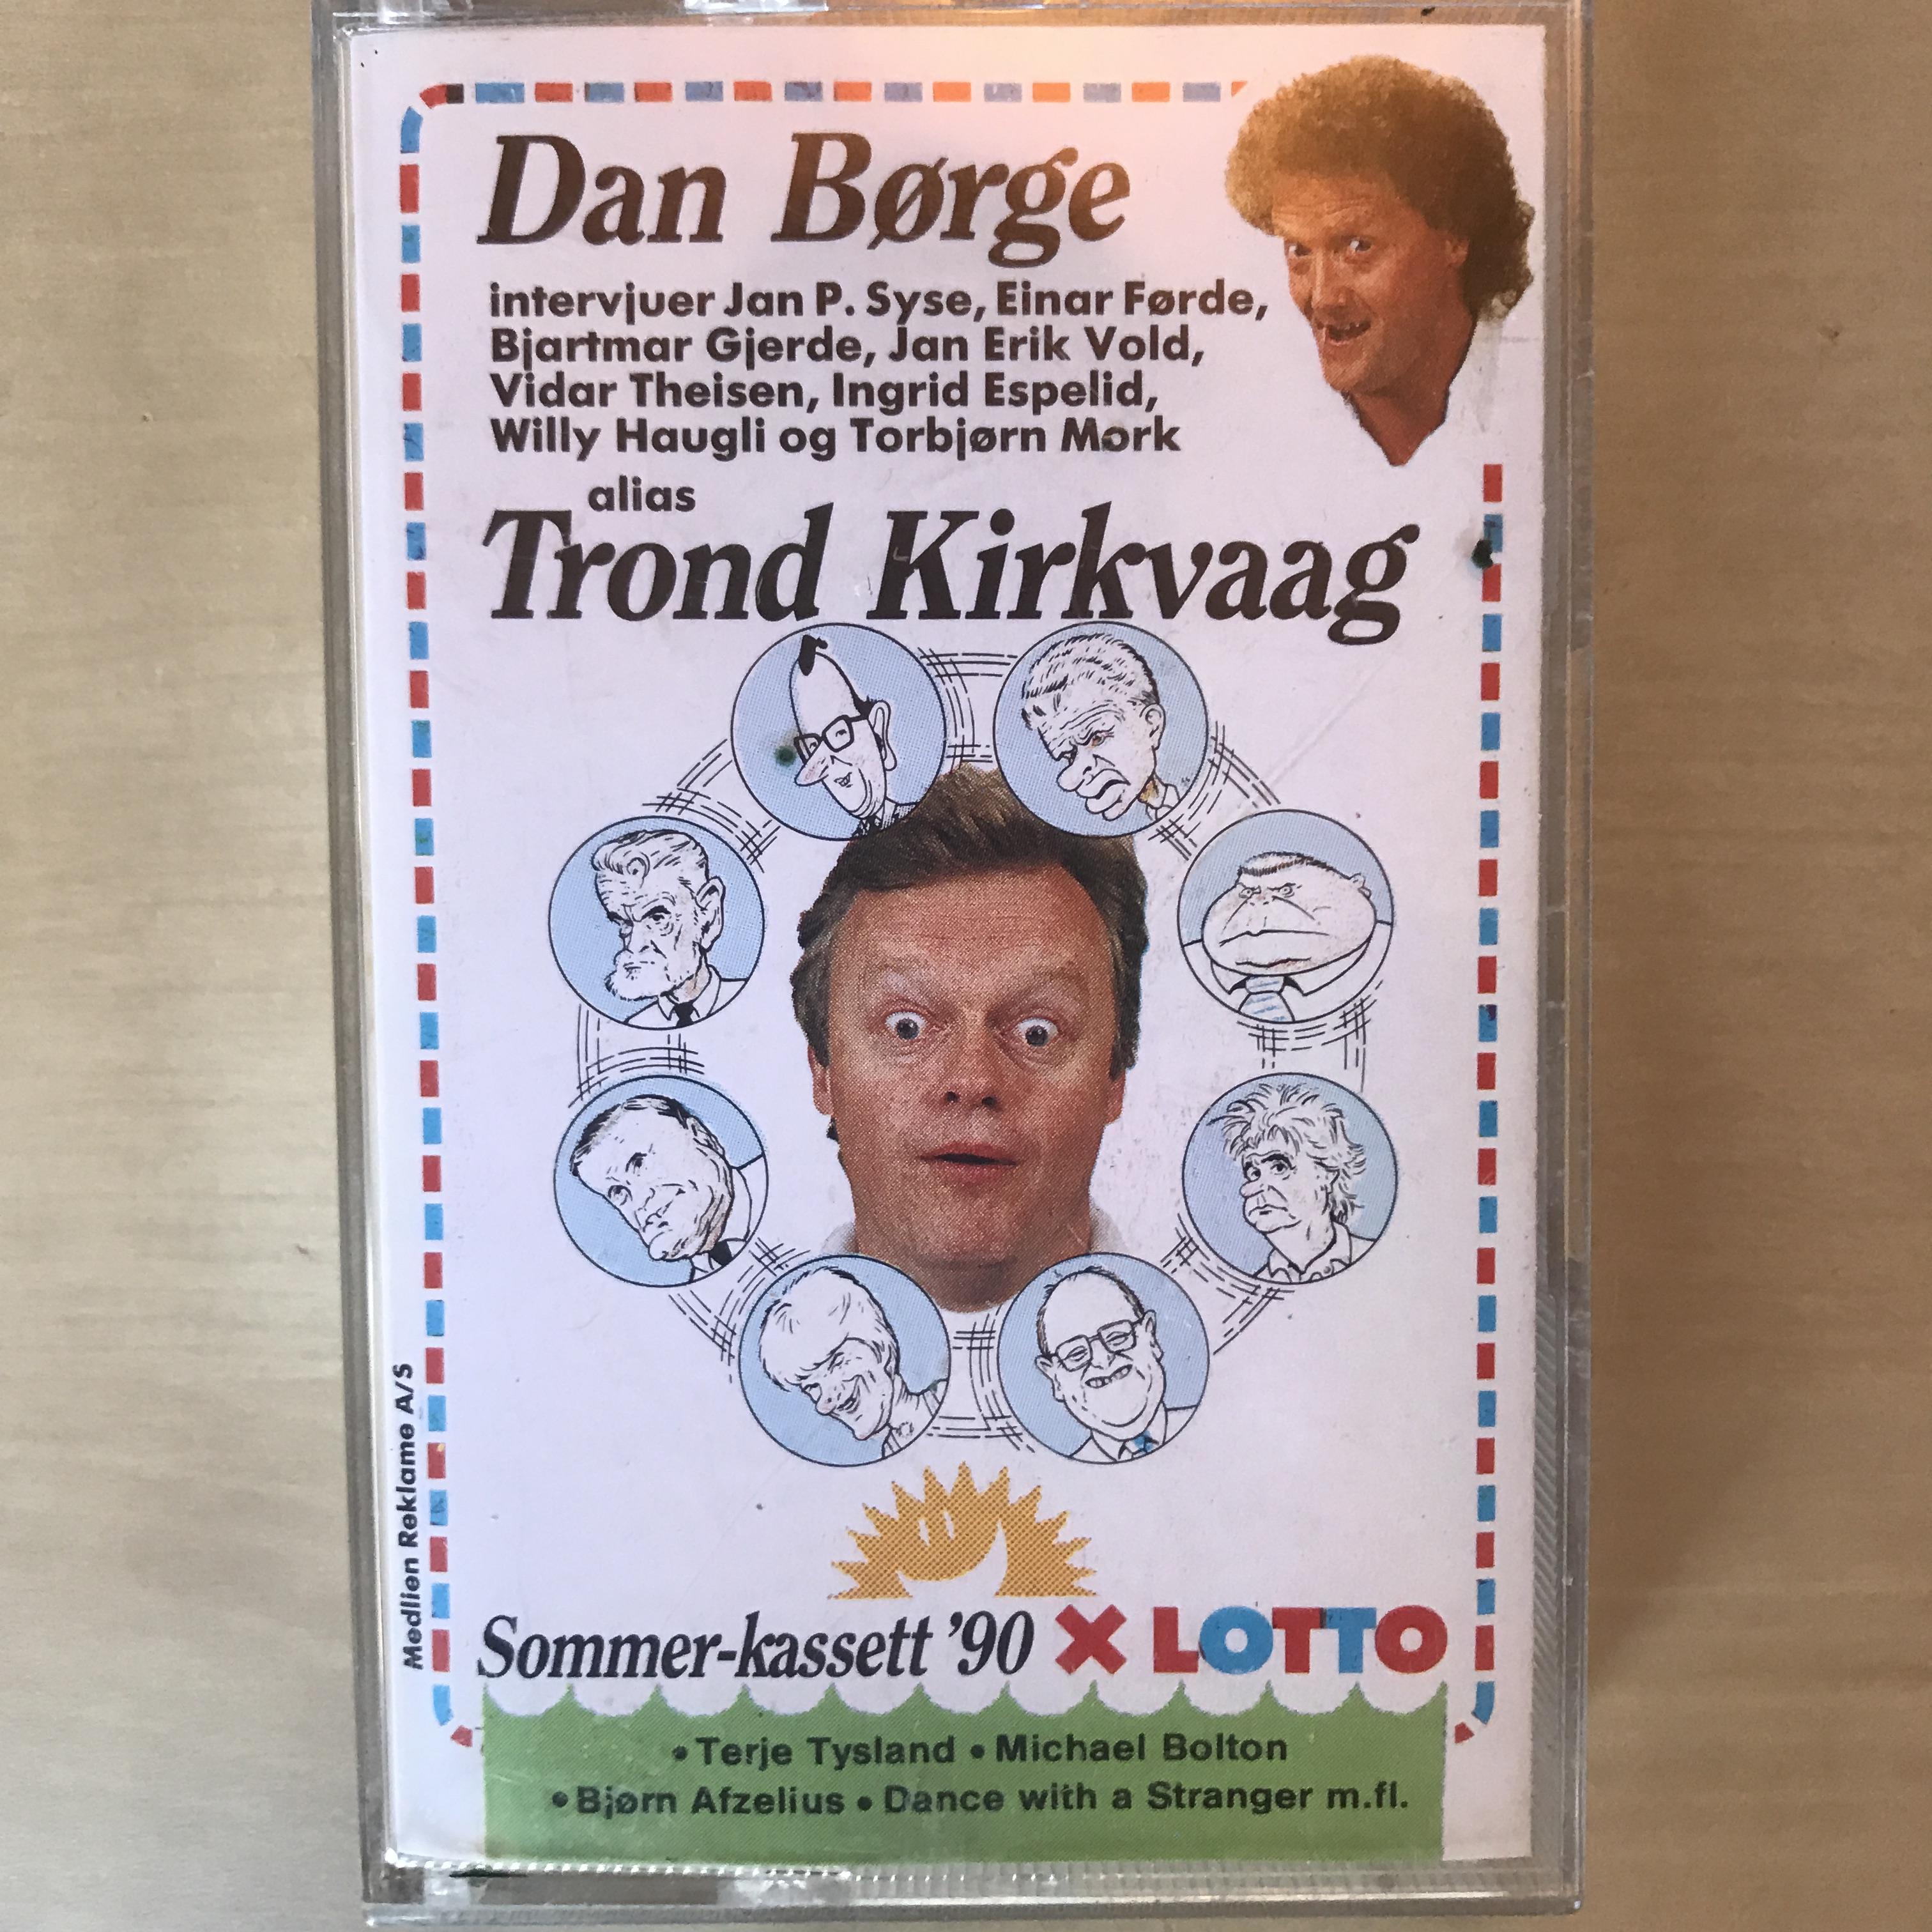 Dan Børge
intervjuer Jan P. Syse, Einar Førde,
Bjartmar Gjerde, Jan Erik Vold,
Vidar Theisen, Ingrid Espelid,
Willy Haugli og Torbjørn Mork
alias
Trond Kirkvaag
Medlien Reklame A/S
Sommer-kassett '90 X LOTTO
• Terje Tysland • Michael Bolton
• Bjørn Afzelius • Dance with a Stranger m.fl.